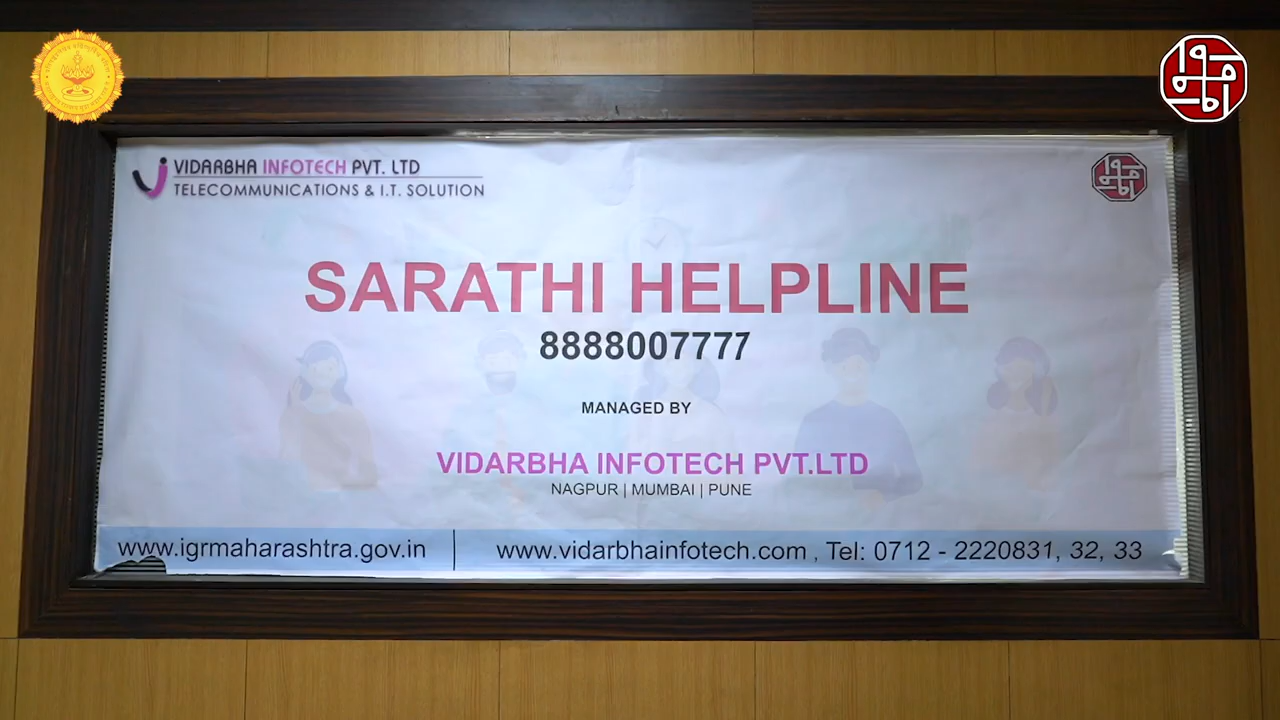 VIDARBHA INFOTECH PVT. LTD
TELECOMMUNICATIONS & I.T. SOLUTION
SARATHI HELPLINE
8888007777
MANAGED BY
VIDARBHA INFOTECH PVT.LTD
NAGPUR | MUMBAI | PUNE
www.igrmaharashtra.gov.in | www.vidarbhainfotech.com , Tel: 0712 - 2220831, 32, 33